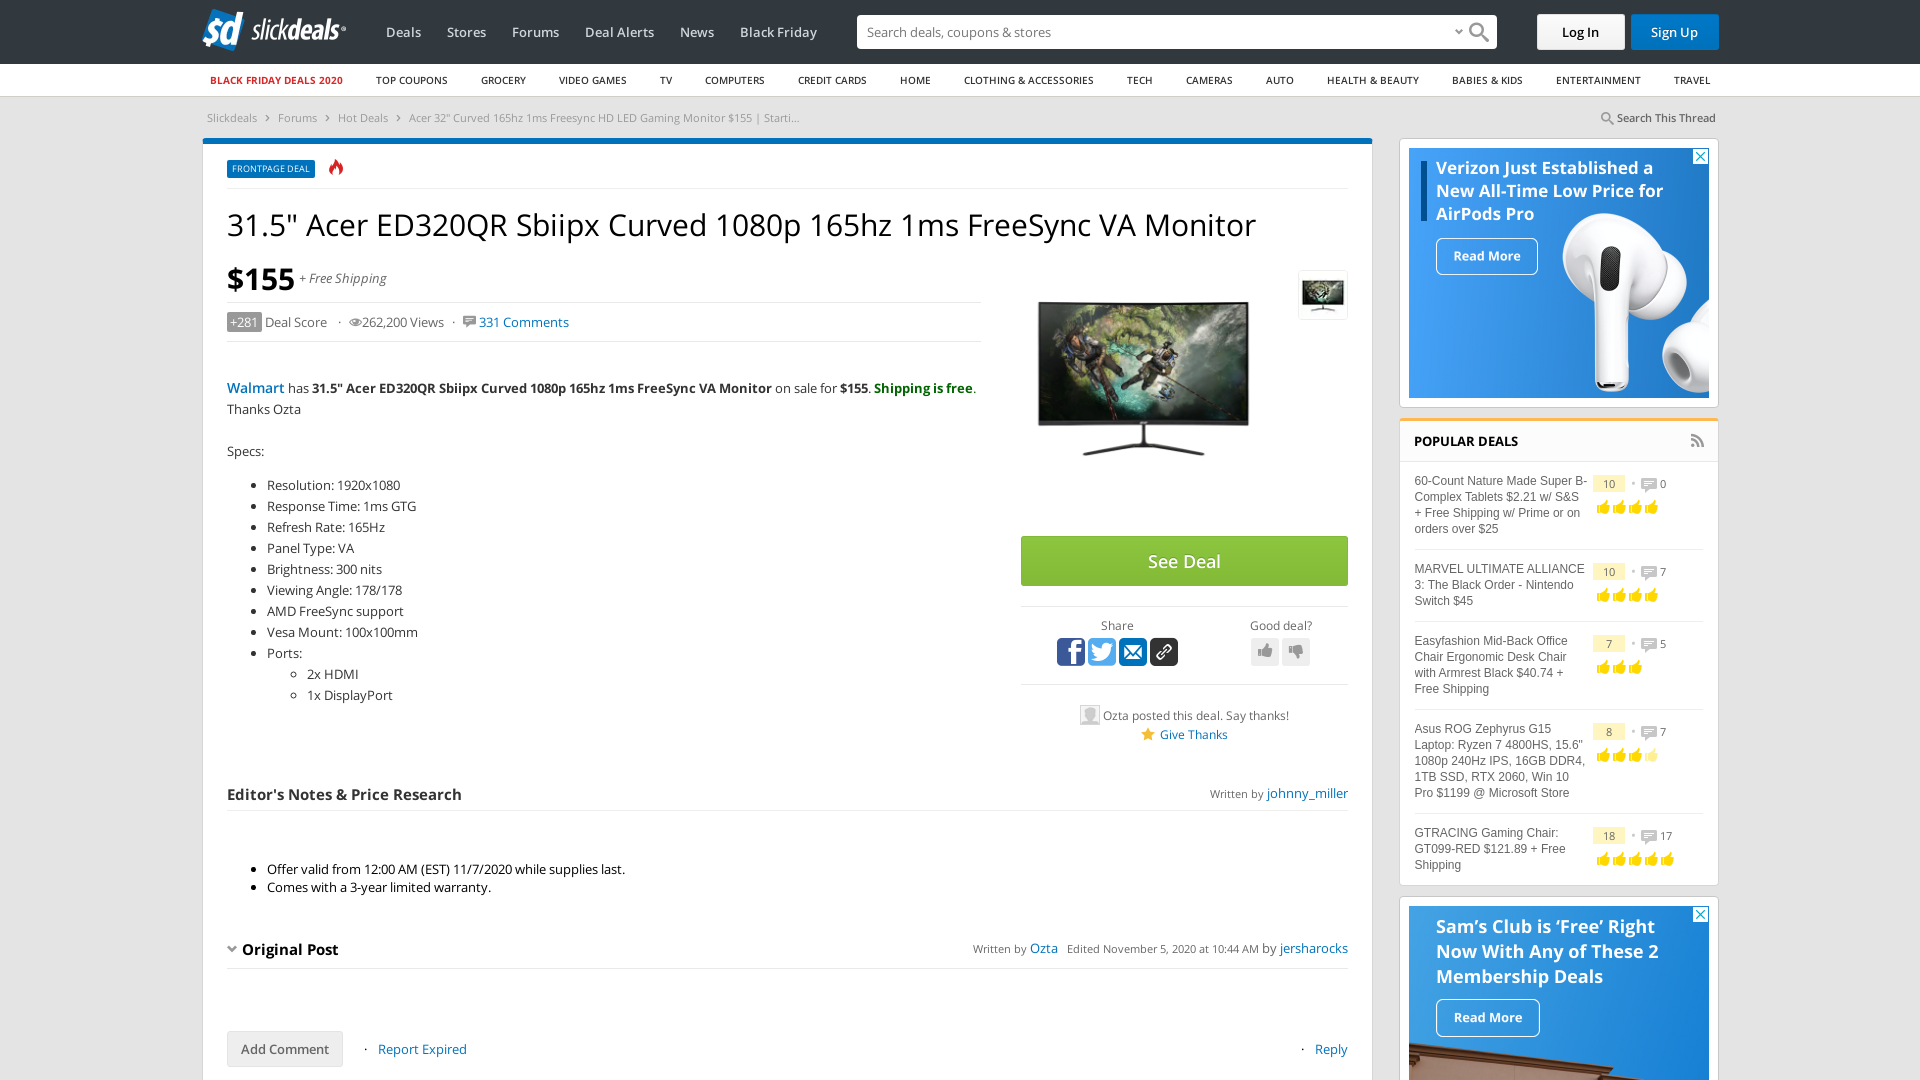 slickdeals
Deals
Stores
Forums
Deal Alerts
News
Black Friday
Search deals, coupons & stores
Log In
Sign Up
BLACK FRIDAY DEALS 2020
TOP COUPONS
GROCERY
VIDEO GAMES
TV
COMPUTERS
CREDIT CARDS
HOME
CLOTHING & ACCESSORIES
TECH
CAMERAS
AUTO
HEALTH & BEAUTY
BABIES & KIDS
ENTERTAINMENT
TRAVEL
Slickdeals › Forums › Hot Deals › Acer 32" Curved 165hz 1ms Freesync HD LED Gaming Monitor $155 | Starti...
Search This Thread
FRONTPAGE DEAL
31.5" Acer ED320QR Sbiipx Curved 1080p 165hz 1ms FreeSync VA Monitor
$155 + Free Shipping
+281 Deal Score · 262,200 Views · 331 Comments
Walmart has 31.5" Acer ED320QR Sbiipx Curved 1080p 165hz 1ms FreeSync VA Monitor on sale for $155. Shipping is free.
Thanks Ozta
Specs:
• Resolution: 1920x1080
• Response Time: 1ms GTG
• Refresh Rate: 165Hz
• Panel Type: VA
• Brightness: 300 nits
• Viewing Angle: 178/178
• AMD FreeSync support
• Vesa Mount: 100x100mm
• Ports:
2x HDMI
1x DisplayPort
See Deal
Share
Good deal?
Ozta posted this deal. Say thanks!
Give Thanks
Editor's Notes & Price Research
Written by johnny_miller
• Offer valid from 12:00 AM (EST) 11/7/2020 while supplies last.
• Comes with a 3-year limited warranty.
Original Post
Written by Ozta Edited November 5, 2020 at 10:44 AM by jersharocks
Add Comment
· Report Expired
· Reply
Verizon Just Established a
New All-Time Low Price for
AirPods Pro
Read More
POPULAR DEALS
60-Count Nature Made Super B-
Complex Tablets $2.21 w/ S&S
+ Free Shipping w/ Prime or on
orders over $25
10 • 0
MARVEL ULTIMATE ALLIANCE
3: The Black Order - Nintendo
Switch $45
10 • 7
Easyfashion Mid-Back Office
Chair Ergonomic Desk Chair
with Armrest Black $40.74 +
Free Shipping
7 • 5
Asus ROG Zephyrus G15
Laptop: Ryzen 7 4800HS, 15.6"
1080p 240Hz IPS, 16GB DDR4,
1TB SSD, RTX 2060, Win 10
Pro $1199 @ Microsoft Store
8 • 7
GTRACING Gaming Chair:
GT099-RED $121.89 + Free
Shipping
18 • 17
Sam's Club is ‘Free’ Right
Now With Any of These 2
Membership Deals
Read More